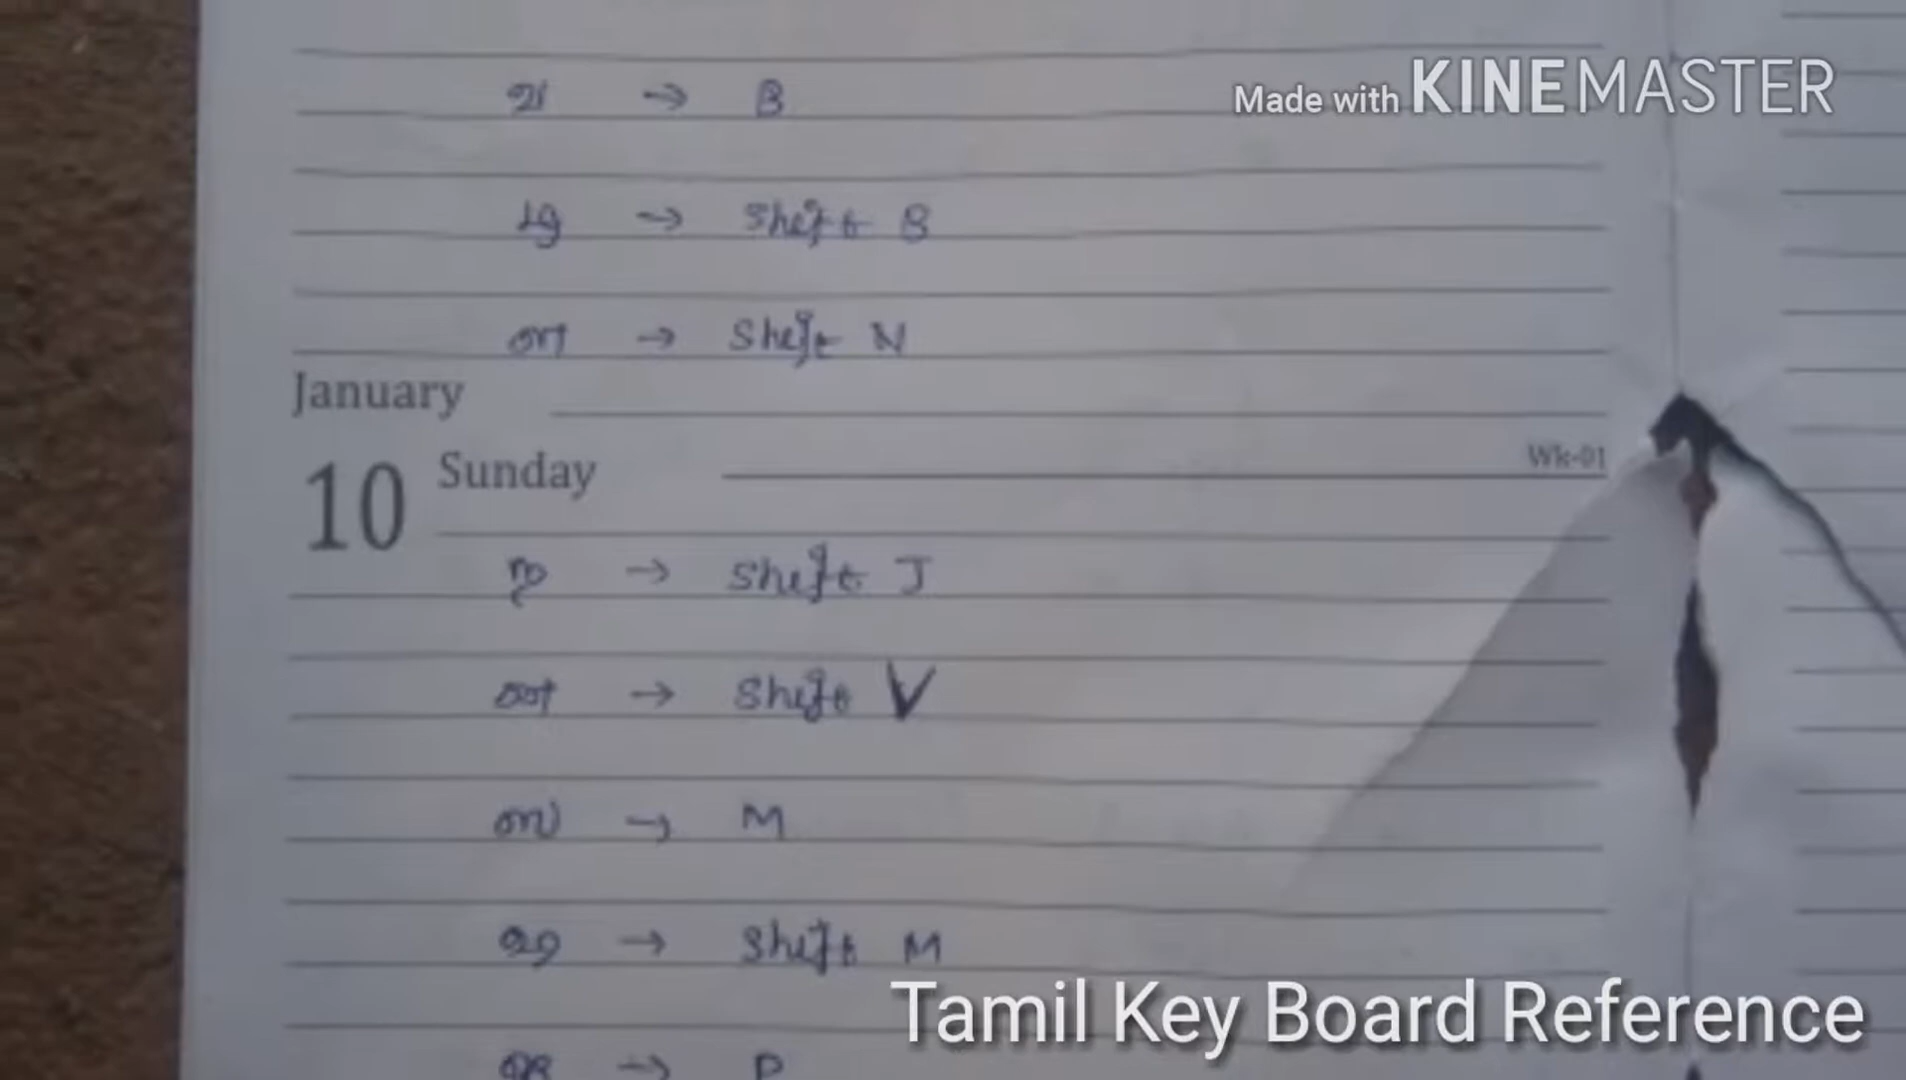 Made with KINEMASTER
வ → B
ழ → Shift B
ள → Shift N
January
10 Sunday
Wk-01
ற → Shift J
ண → Shift V
ஸ → M
ஜ → Shift M
→ P
Tamil Key Board Reference